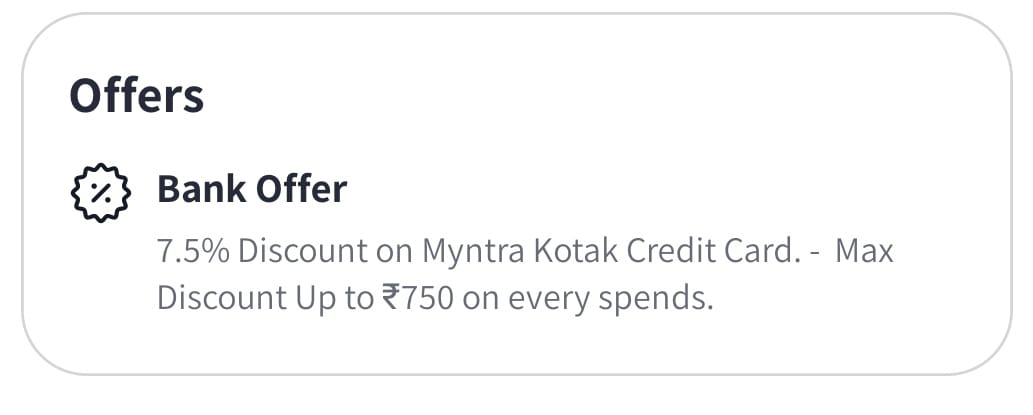 Offers
Bank Offer
7.5% Discount on Myntra Kotak Credit Card. - Max
Discount Up to ₹750 on every spends.